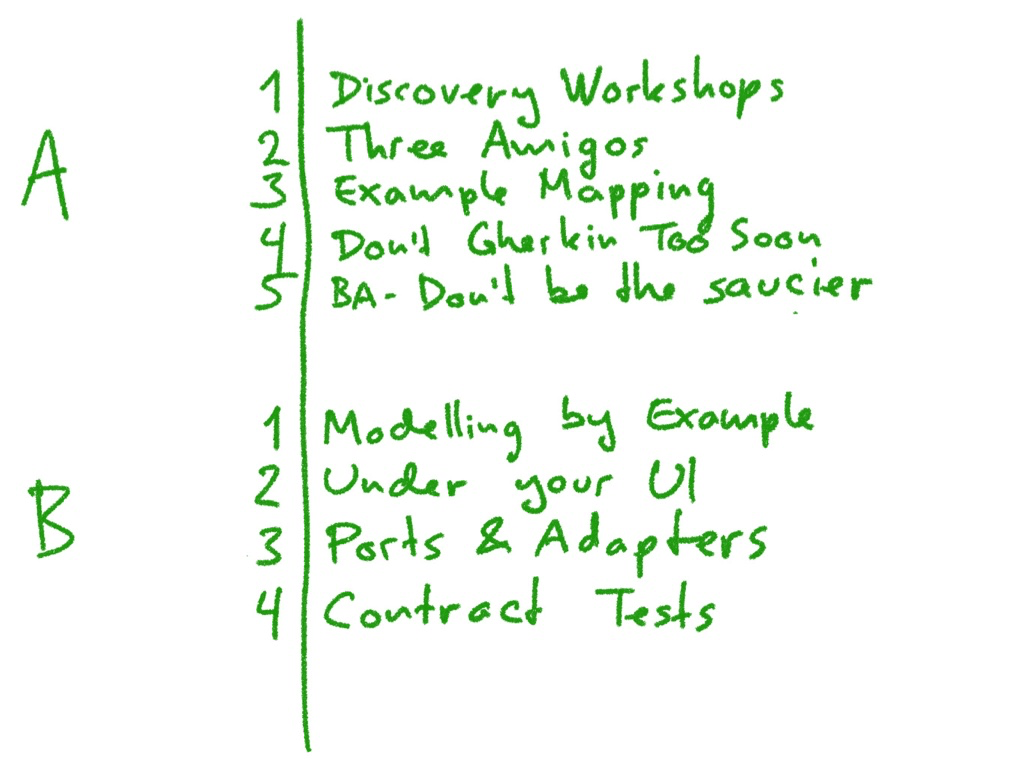 A
1 Discovery Workshops
2 Three Amigos
3 Example Mapping
4 Don't Gherkin Too Soon
5 BA - Don't be the saucier
B
1 Modelling by Example
2 Under your UI
3 Ports & Adapters
4 Contract Tests